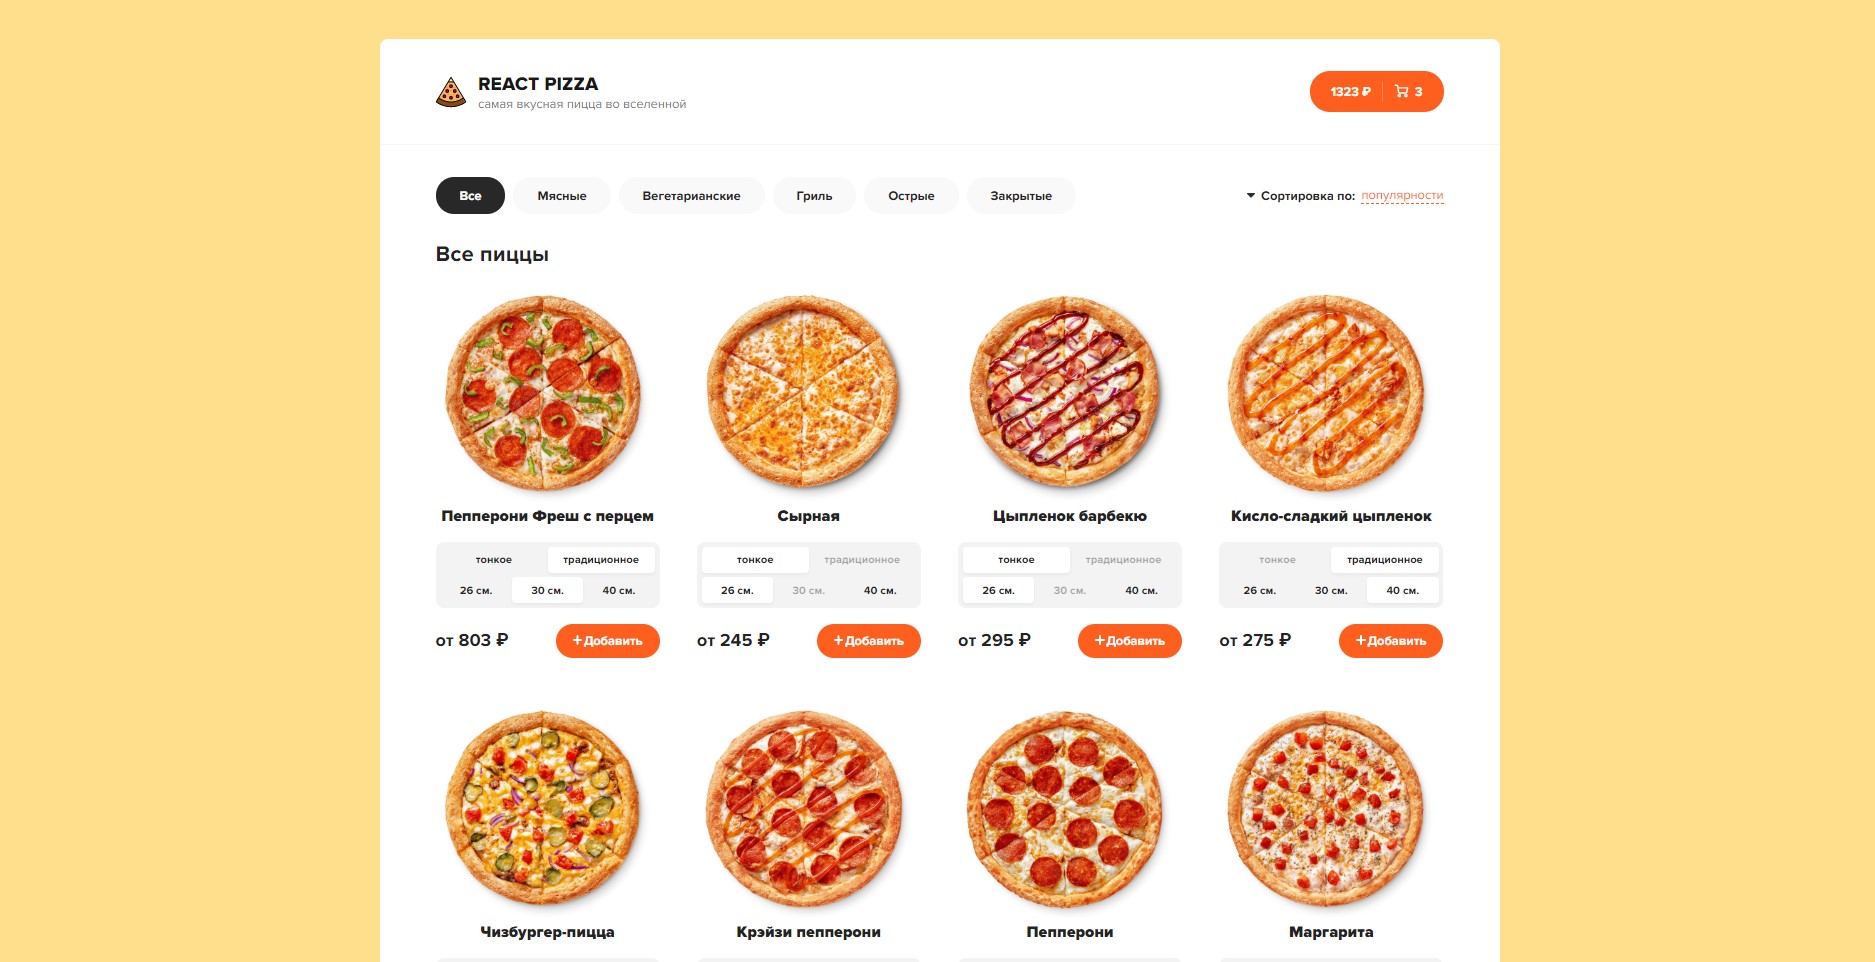 REACT PIZZA
самая вкусная пицца во вселенной
1323 ₽ 3
Все Мясные Вегетарианские Гриль Острые Закрытые Сортировка по: популярности
Все пиццы
Пепперони Фреш с перцем Сырная Цыпленок барбекю Кисло-сладкий цыпленок
тонкое традиционное тонкое традиционное тонкое традиционное тонкое традиционное
26 см. 30 см. 40 см. 26 см. 30 см. 40 см. 26 см. 30 см. 40 см. 26 см. 30 см. 40 см.
от 803 ₽ +Добавить от 245 ₽ +Добавить от 295 ₽ +Добавить от 275 ₽ +Добавить
Чизбургер-пицца Крэйзи пепперони Пепперони Маргарита